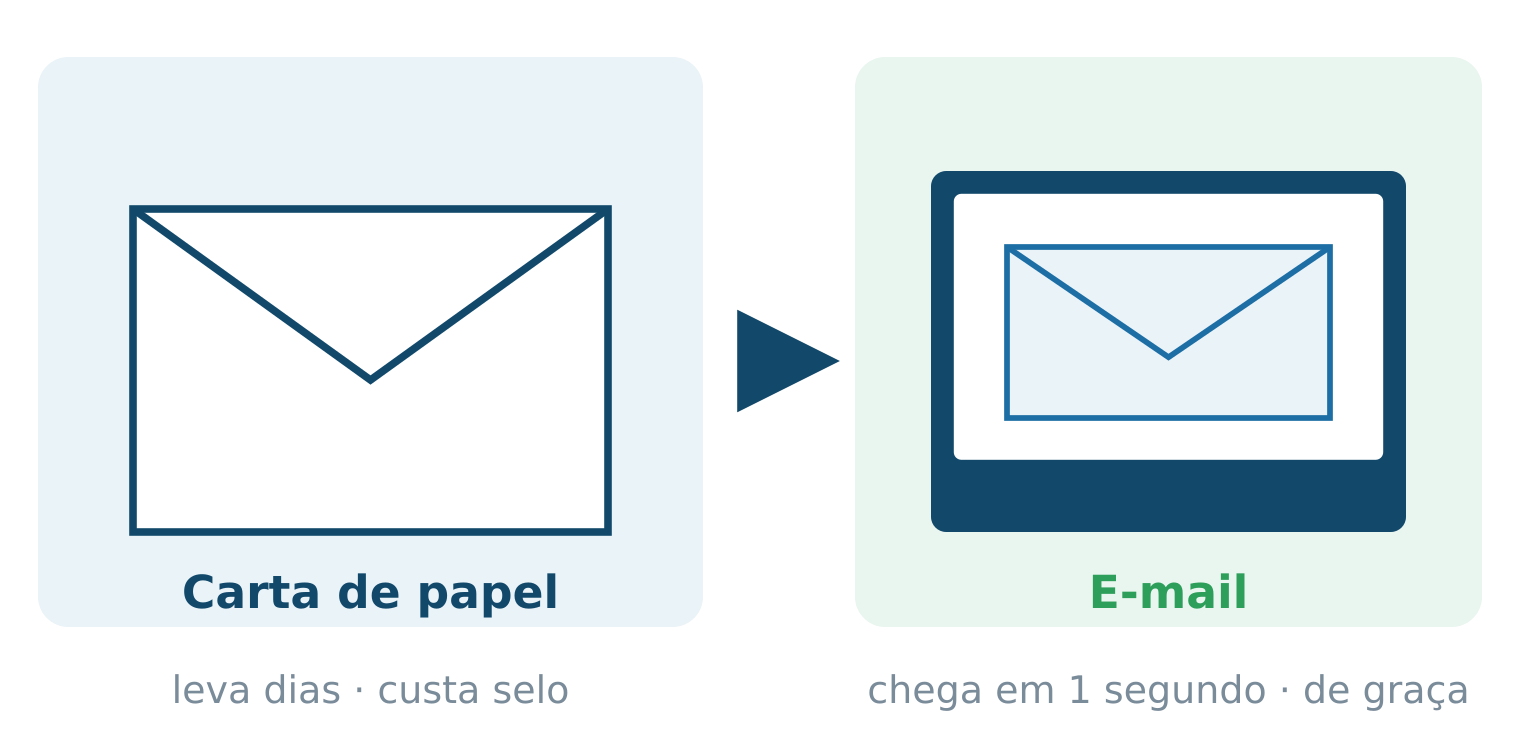 Carta de papel
E-mail
leva dias · custa selo
chega em 1 segundo · de graça